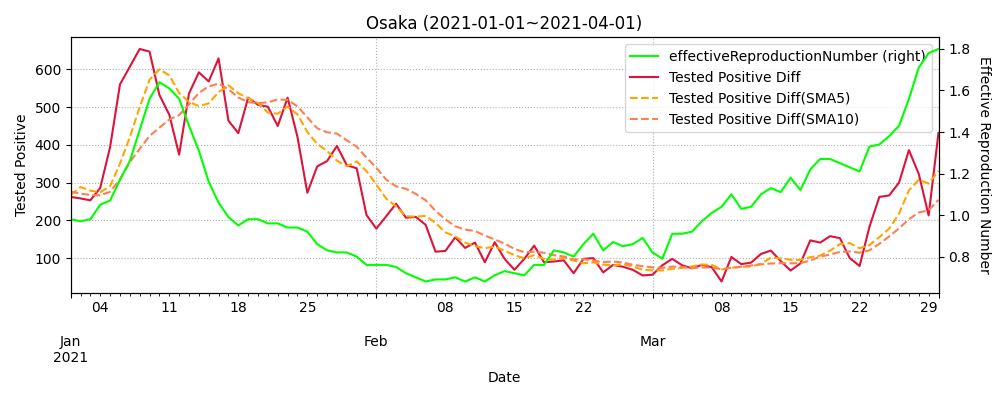 Osaka (2021-01-01~2021-04-01)
effectiveReproductionNumber (right)
Tested Positive Diff
Tested Positive Diff(SMA5)
Tested Positive Diff(SMA10)
Tested Positive
600
500
400
300
200
100
1.8
1.6
1.4
1.2
1.0
0.8
Effective Reproduction Number
04 11 18 25 08 15 22 08 15 22 29
Jan Feb Mar
2021
Date